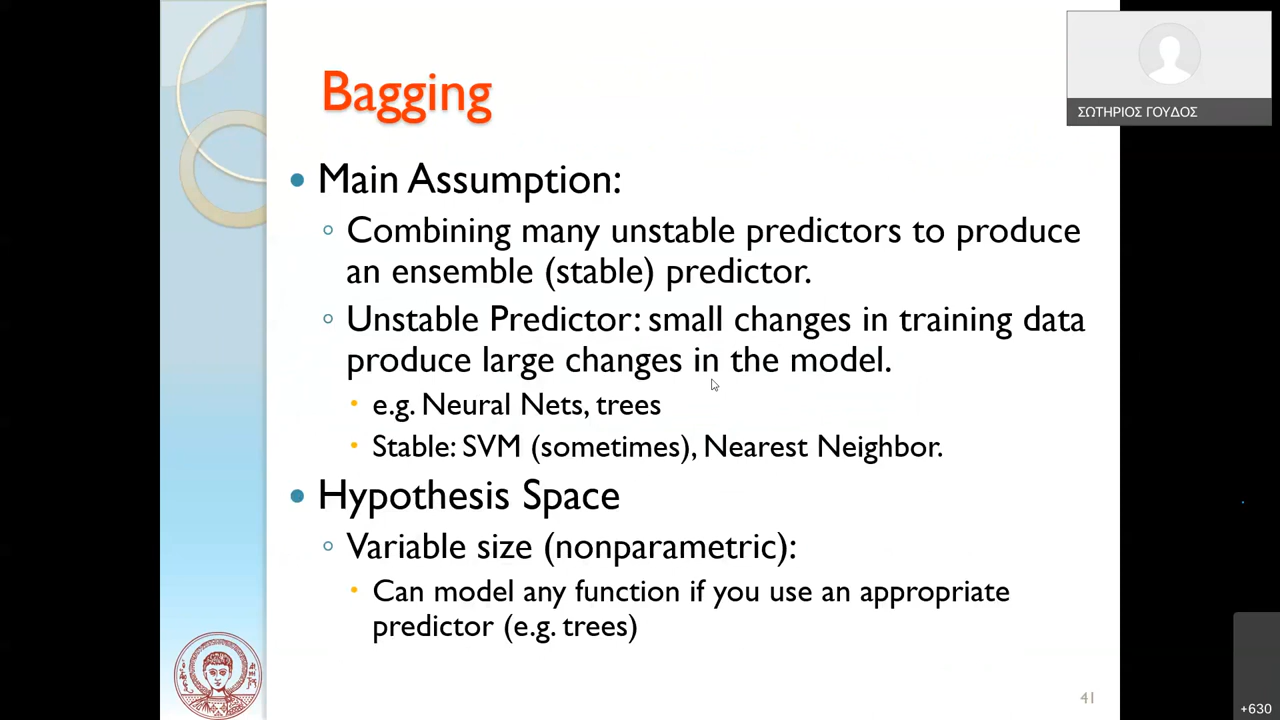 Bagging
ΣΩΤΗΡΙΟΣ ΓΟΥΔΟΣ
• Main Assumption:
◦ Combining many unstable predictors to produce
an ensemble (stable) predictor.
◦ Unstable Predictor: small changes in training data
produce large changes in the model.
• e.g. Neural Nets, trees
• Stable: SVM (sometimes), Nearest Neighbor.
• Hypothesis Space
◦ Variable size (nonparametric):
• Can model any function if you use an appropriate
predictor (e.g. trees)
41
+630